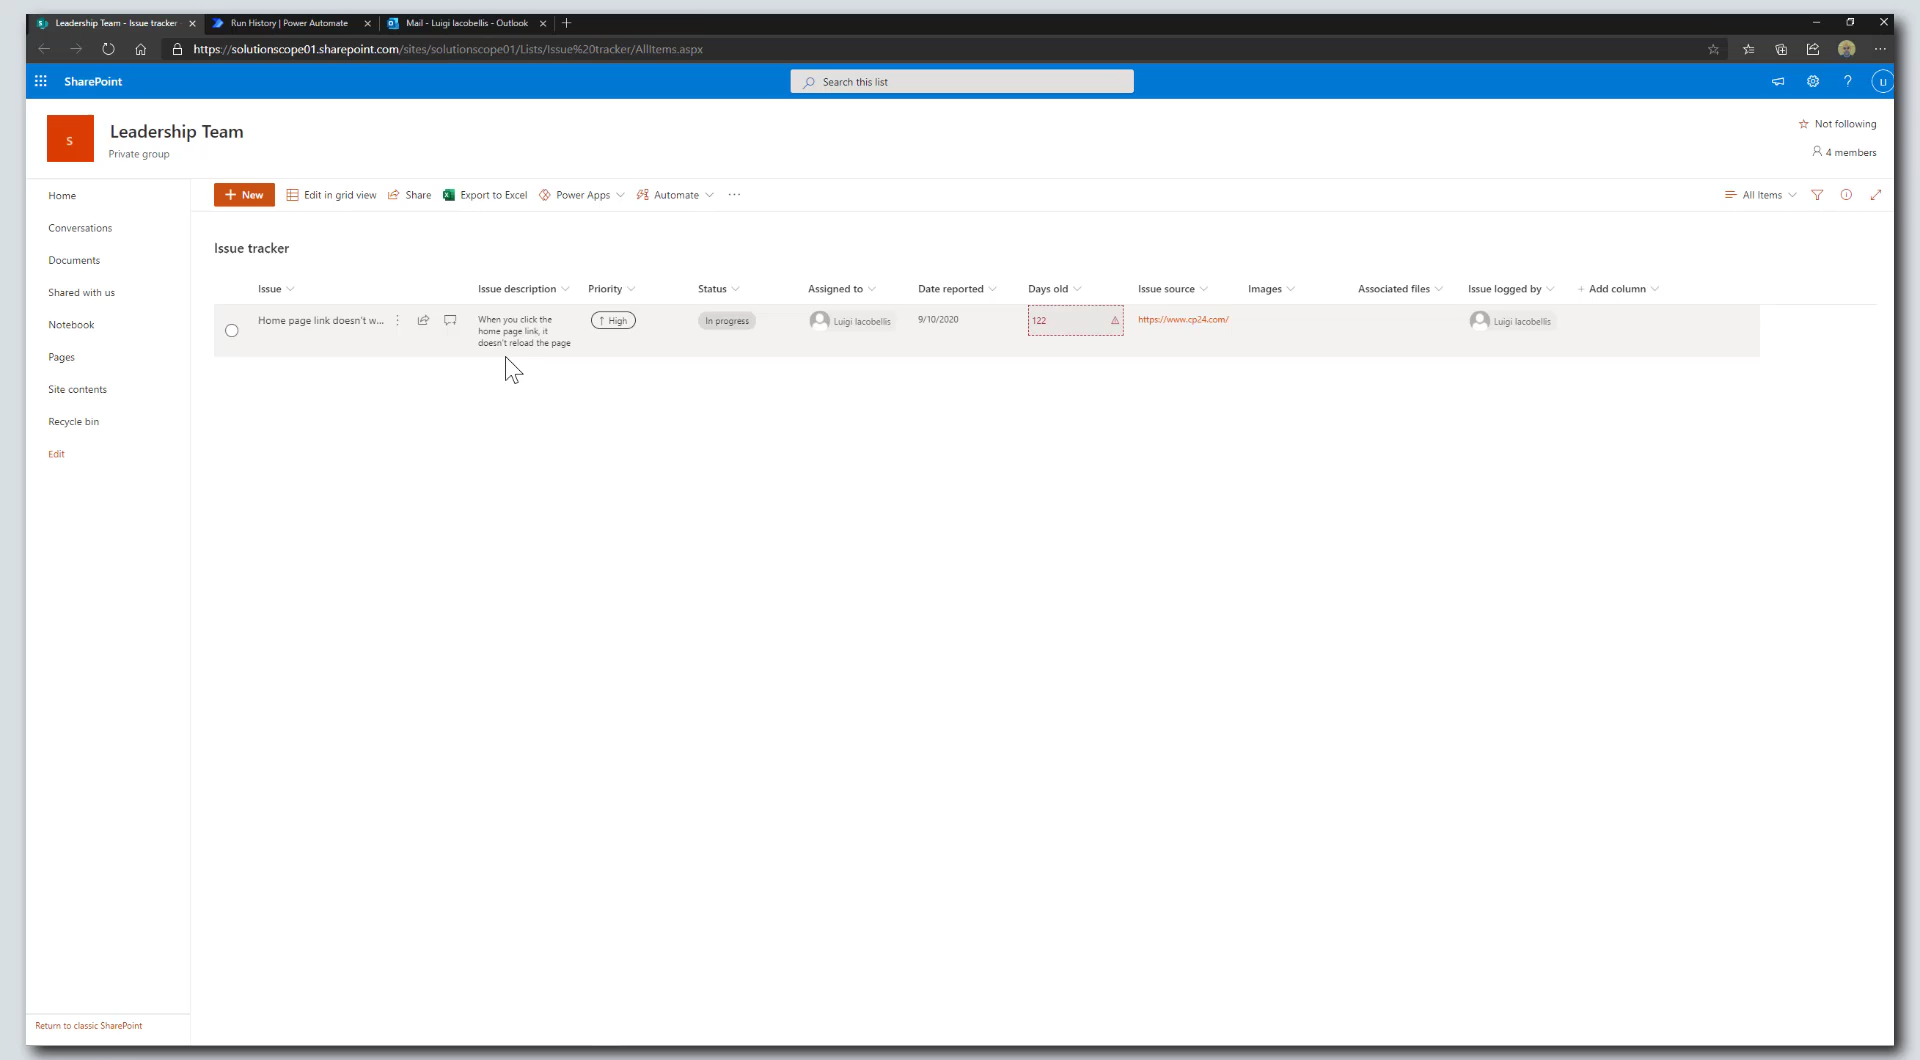 Leadership Team - Issue tracker
Run History | Power Automate
Mail - Luigi Iacobellis - Outlook
https://solutionscope01.sharepoint.com/sites/solutionscope01/Lists/Issue%20tracker/AllItems.aspx
SharePoint
Search this list
LI
S
Leadership Team
Private group
Not following
4 members
Home
Conversations
Documents
Shared with us
Notebook
Pages
Site contents
Recycle bin
Edit
+ New
Edit in grid view
Share
Export to Excel
Power Apps
Automate
...
All Items
Issue tracker
Issue
Issue description
Priority
Status
Assigned to
Date reported
Days old
Issue source
Images
Associated files
Issue logged by
+ Add column
Home page link doesn't w...
When you click the
home page link, it
doesn't reload the page
↑ High
In progress
Luigi Iacobellis
9/10/2020
122
https://www.cp24.com/
Luigi Iacobellis
Return to classic SharePoint